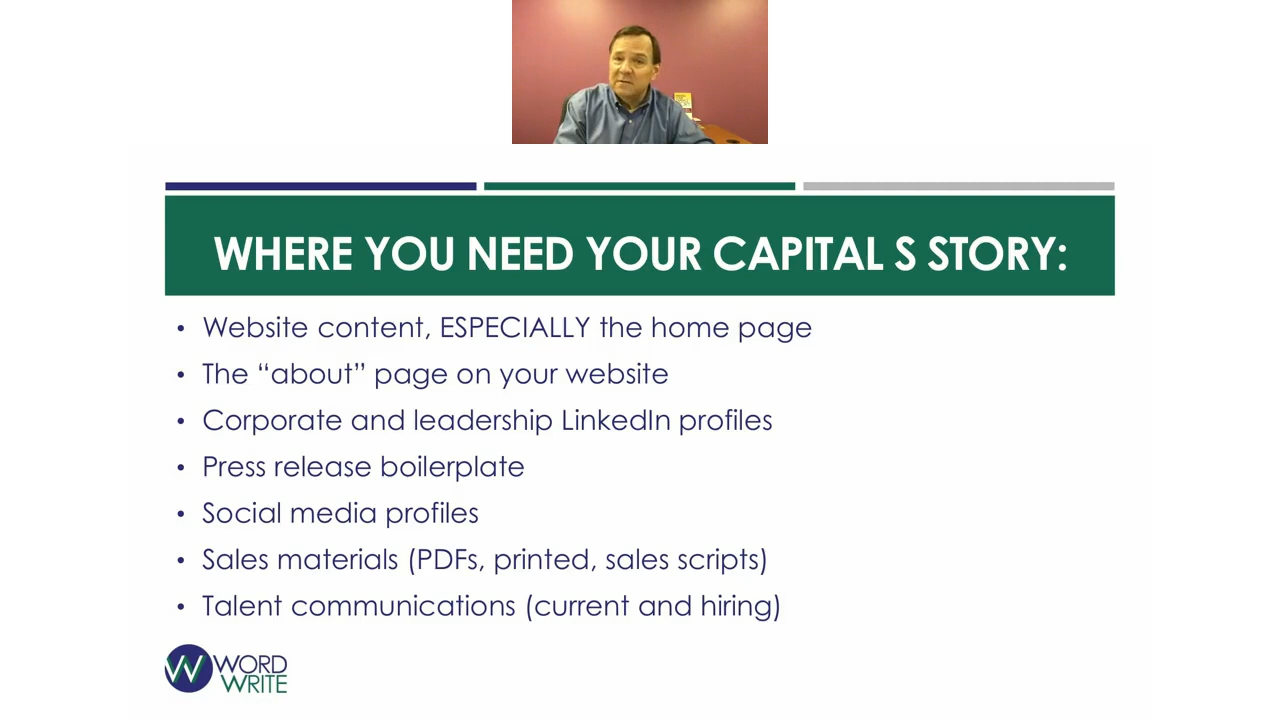 WHERE YOU NEED YOUR CAPITAL S STORY:
• Website content, ESPECIALLY the home page
• The “about” page on your website
• Corporate and leadership LinkedIn profiles
• Press release boilerplate
• Social media profiles
• Sales materials (PDFs, printed, sales scripts)
• Talent communications (current and hiring)
W WORD
WRITE